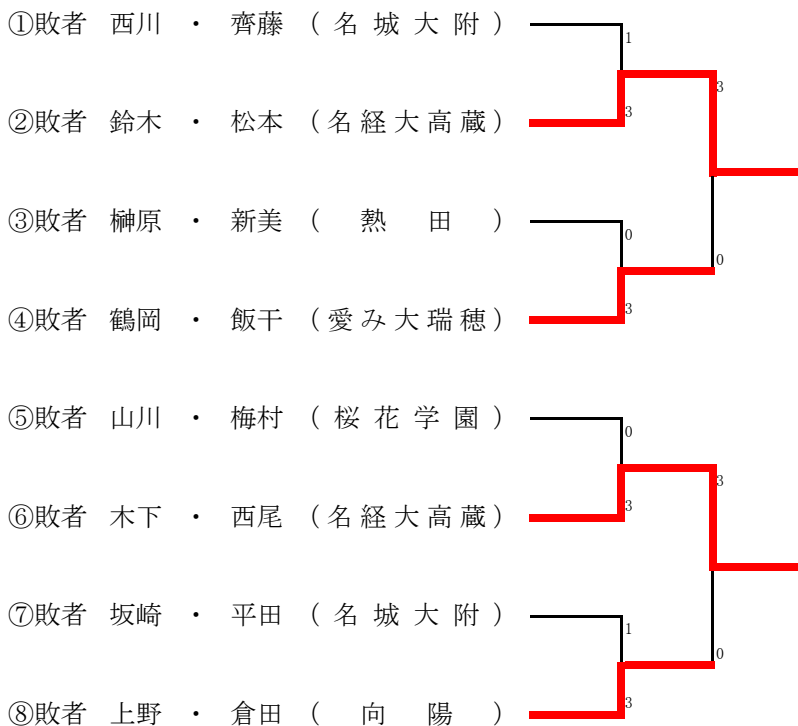 ①敗者 西川 ・ 齊藤 ( 名 城 大 附 )
1
3
②敗者 鈴木 ・ 松本 ( 名 経 大 高 蔵 )
3
③敗者 榊原 ・ 新美 ( 熱 田 )
0
0
3
④敗者 鶴岡 ・ 飯干 ( 愛 み 大 瑞 穂 )
⑤敗者 山川 ・ 梅村 ( 桜 花 学 園 )
0
3
3
⑥敗者 木下 ・ 西尾 ( 名 経 大 高 蔵 )
⑦敗者 坂崎 ・ 平田 ( 名 城 大 附 )
1
0
3
⑧敗者 上野 ・ 倉田 ( 向 陽 )